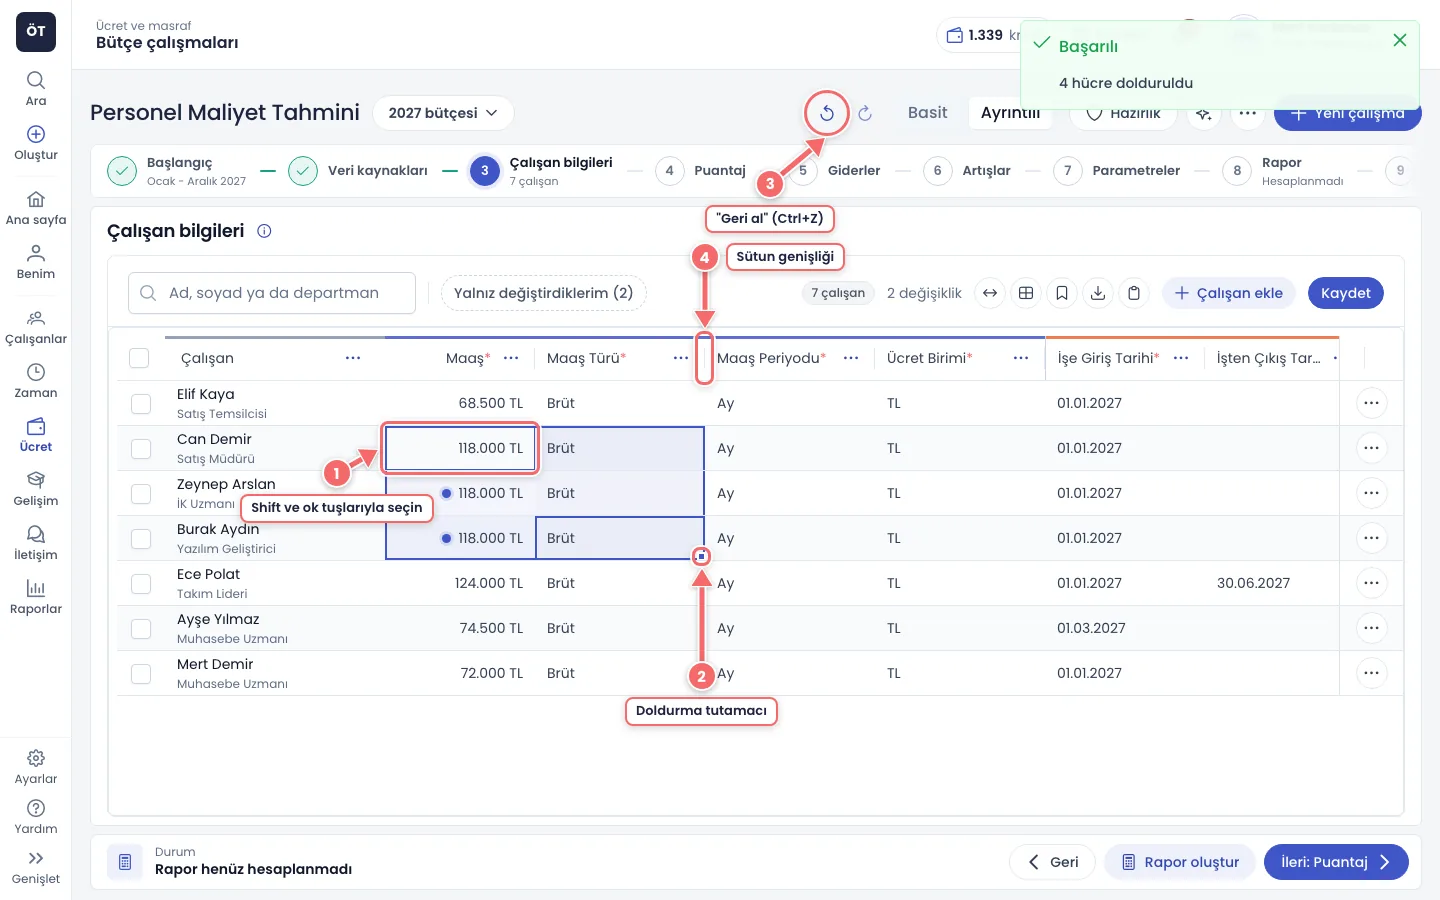 ÖT
Ara
Oluştur
Ana sayfa
Benim
Çalışanlar
Zaman
Ücret
Gelişim
İletişim
Raporlar
Ayarlar
Yardım
Genişlet
Ücret ve masraf
Bütçe çalışmaları
1.339
Başarılı
4 hücre dolduruldu
Personel Maliyet Tahmini
2027 bütçesi
Basit
Ayrıntılı
Hazırlık
Yeni çalışma
Başlangıç
Ocak - Aralık 2027
Veri kaynakları
3
Çalışan bilgileri
7 çalışan
4
Puantaj
5
Giderler
6
Artışlar
7
Parametreler
8
Rapor
Hesaplanmadı
9
3
"Geri al" (Ctrl+Z)
Çalışan bilgileri
4
Sütun genişliği
Ad, soyad ya da departman
Yalnız değiştirdiklerim (2)
7 çalışan
2 değişiklik
Çalışan ekle
Kaydet
Çalışan
Maaş*
Maaş Türü*
Maaş Periyodu*
Ücret Birimi*
İşe Giriş Tarihi*
İşten Çıkış Tar...
Elif Kaya
Satış Temsilcisi
68.500 TL
Brüt
Ay
TL
01.01.2027
Can Demir
Satış Müdürü
118.000 TL
Brüt
Ay
TL
01.01.2027
1
Shift ve ok tuşlarıyla seçin
Zeynep Arslan
İK Uzmanı
118.000 TL
Brüt
Ay
TL
01.01.2027
Burak Aydın
Yazılım Geliştirici
118.000 TL
Brüt
Ay
TL
01.01.2027
Ece Polat
Takım Lideri
124.000 TL
Brüt
Ay
TL
01.01.2027
30.06.2027
Ayşe Yılmaz
Muhasebe Uzmanı
74.500 TL
Brüt
Ay
TL
01.03.2027
Mert Demir
Muhasebe Uzmanı
72.000 TL
Brüt
Ay
TL
01.01.2027
2
Doldurma tutamacı
Durum
Rapor henüz hesaplanmadı
Geri
Rapor oluştur
İleri: Puantaj